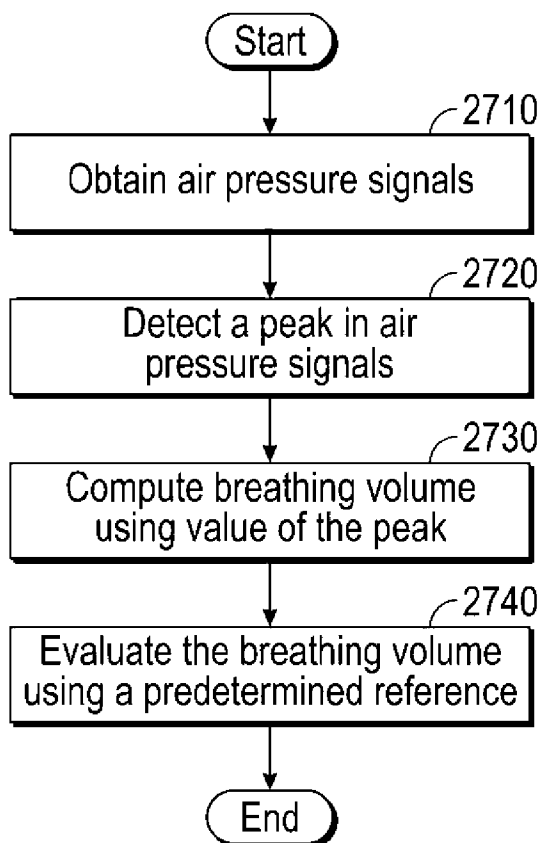 Start
2710
Obtain air pressure signals
2720
Detect a peak in air
pressure signals
2730
Compute breathing volume
using value of the peak
2740
Evaluate the breathing volume
using a predetermined reference
End